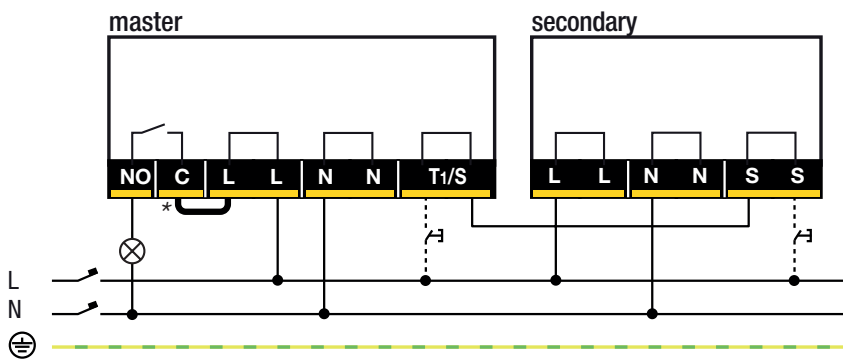 master secondary
NO C L L N N T1/S L L N N S S
*
L
N